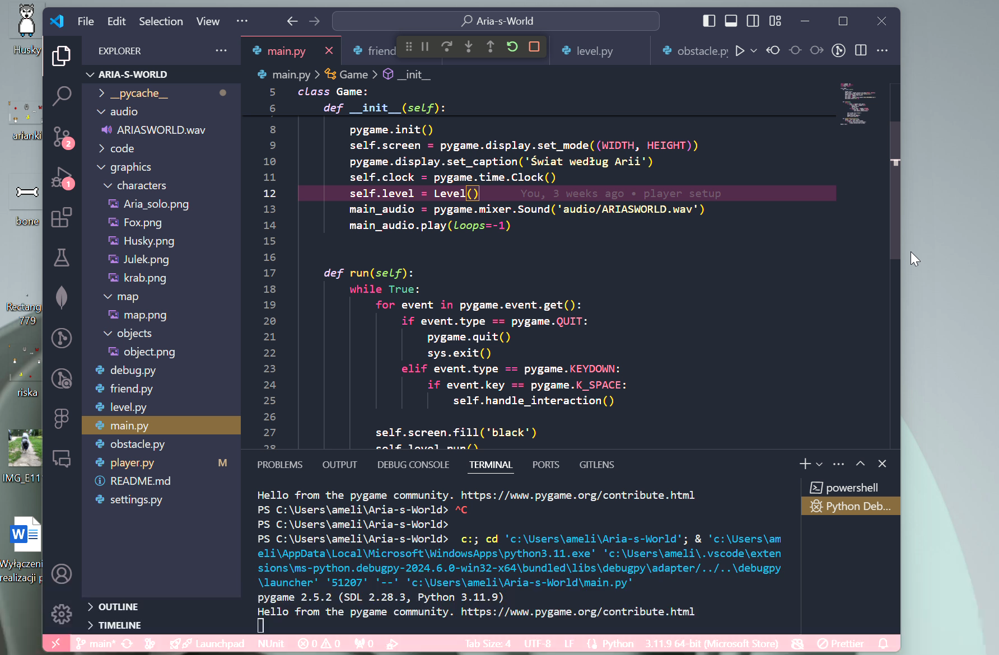 File Edit Selection View ··· Aria-s-World
Husky
arianki
bone
Rectang
779
riska
IMG_E11
Wyłączeni
realizacji p
EXPLORER
ARIA-S-WORLD
__pycache__
audio
ARIASWORLD.wav
code
graphics
characters
Aria_solo.png
Fox.png
Husky.png
Julek.png
krab.png
map
map.png
objects
object.png
debug.py
friend.py
level.py
main.py
obstacle.py
player.py M
README.md
settings.py
OUTLINE
TIMELINE
2
1
main.py friend level.py obstacle.py
main.py > Game > __init__
5 class Game:
6 def __init__(self):
8 pygame.init()
9 self.screen = pygame.display.set_mode((WIDTH, HEIGHT))
10 pygame.display.set_caption('Świat według Arii')
11 self.clock = pygame.time.Clock()
12 self.level = Level() You, 3 weeks ago • player setup
13 main_audio = pygame.mixer.Sound('audio/ARIASWORLD.wav')
14 main_audio.play(loops=-1)
15
16
17 def run(self):
18 while True:
19 for event in pygame.event.get():
20 if event.type == pygame.QUIT:
21 pygame.quit()
22 sys.exit()
23 elif event.type == pygame.KEYDOWN:
24 if event.key == pygame.K_SPACE:
25 self.handle_interaction()
26
27 self.screen.fill('black')
28 self.level.run()
PROBLEMS OUTPUT DEBUG CONSOLE TERMINAL PORTS GITLENS
Hello from the pygame community. https://www.pygame.org/contribute.html
PS C:\Users\ameli\Aria-s-World> ^C
PS C:\Users\ameli\Aria-s-World>
PS C:\Users\ameli\Aria-s-World> c:; cd 'c:\Users\ameli\Aria-s-World'; & 'c:\Users\am
eli\AppData\Local\Microsoft\WindowsApps\python3.11.exe' 'c:\Users\ameli\.vscode\exten
sions\ms-python.debugpy-2024.6.0-win32-x64\bundled\libs\debugpy\adapter/../..\debugpy
\launcher' '51207' '--' 'c:\Users\ameli\Aria-s-World\main.py'
pygame 2.5.2 (SDL 2.28.3, Python 3.11.9)
Hello from the pygame community. https://www.pygame.org/contribute.html
powershell
Python Deb...
main* Launchpad NUnit 0 0 0 Tab Size: 4 UTF-8 LF Python 3.11.9 64-bit (Microsoft Store) Prettier